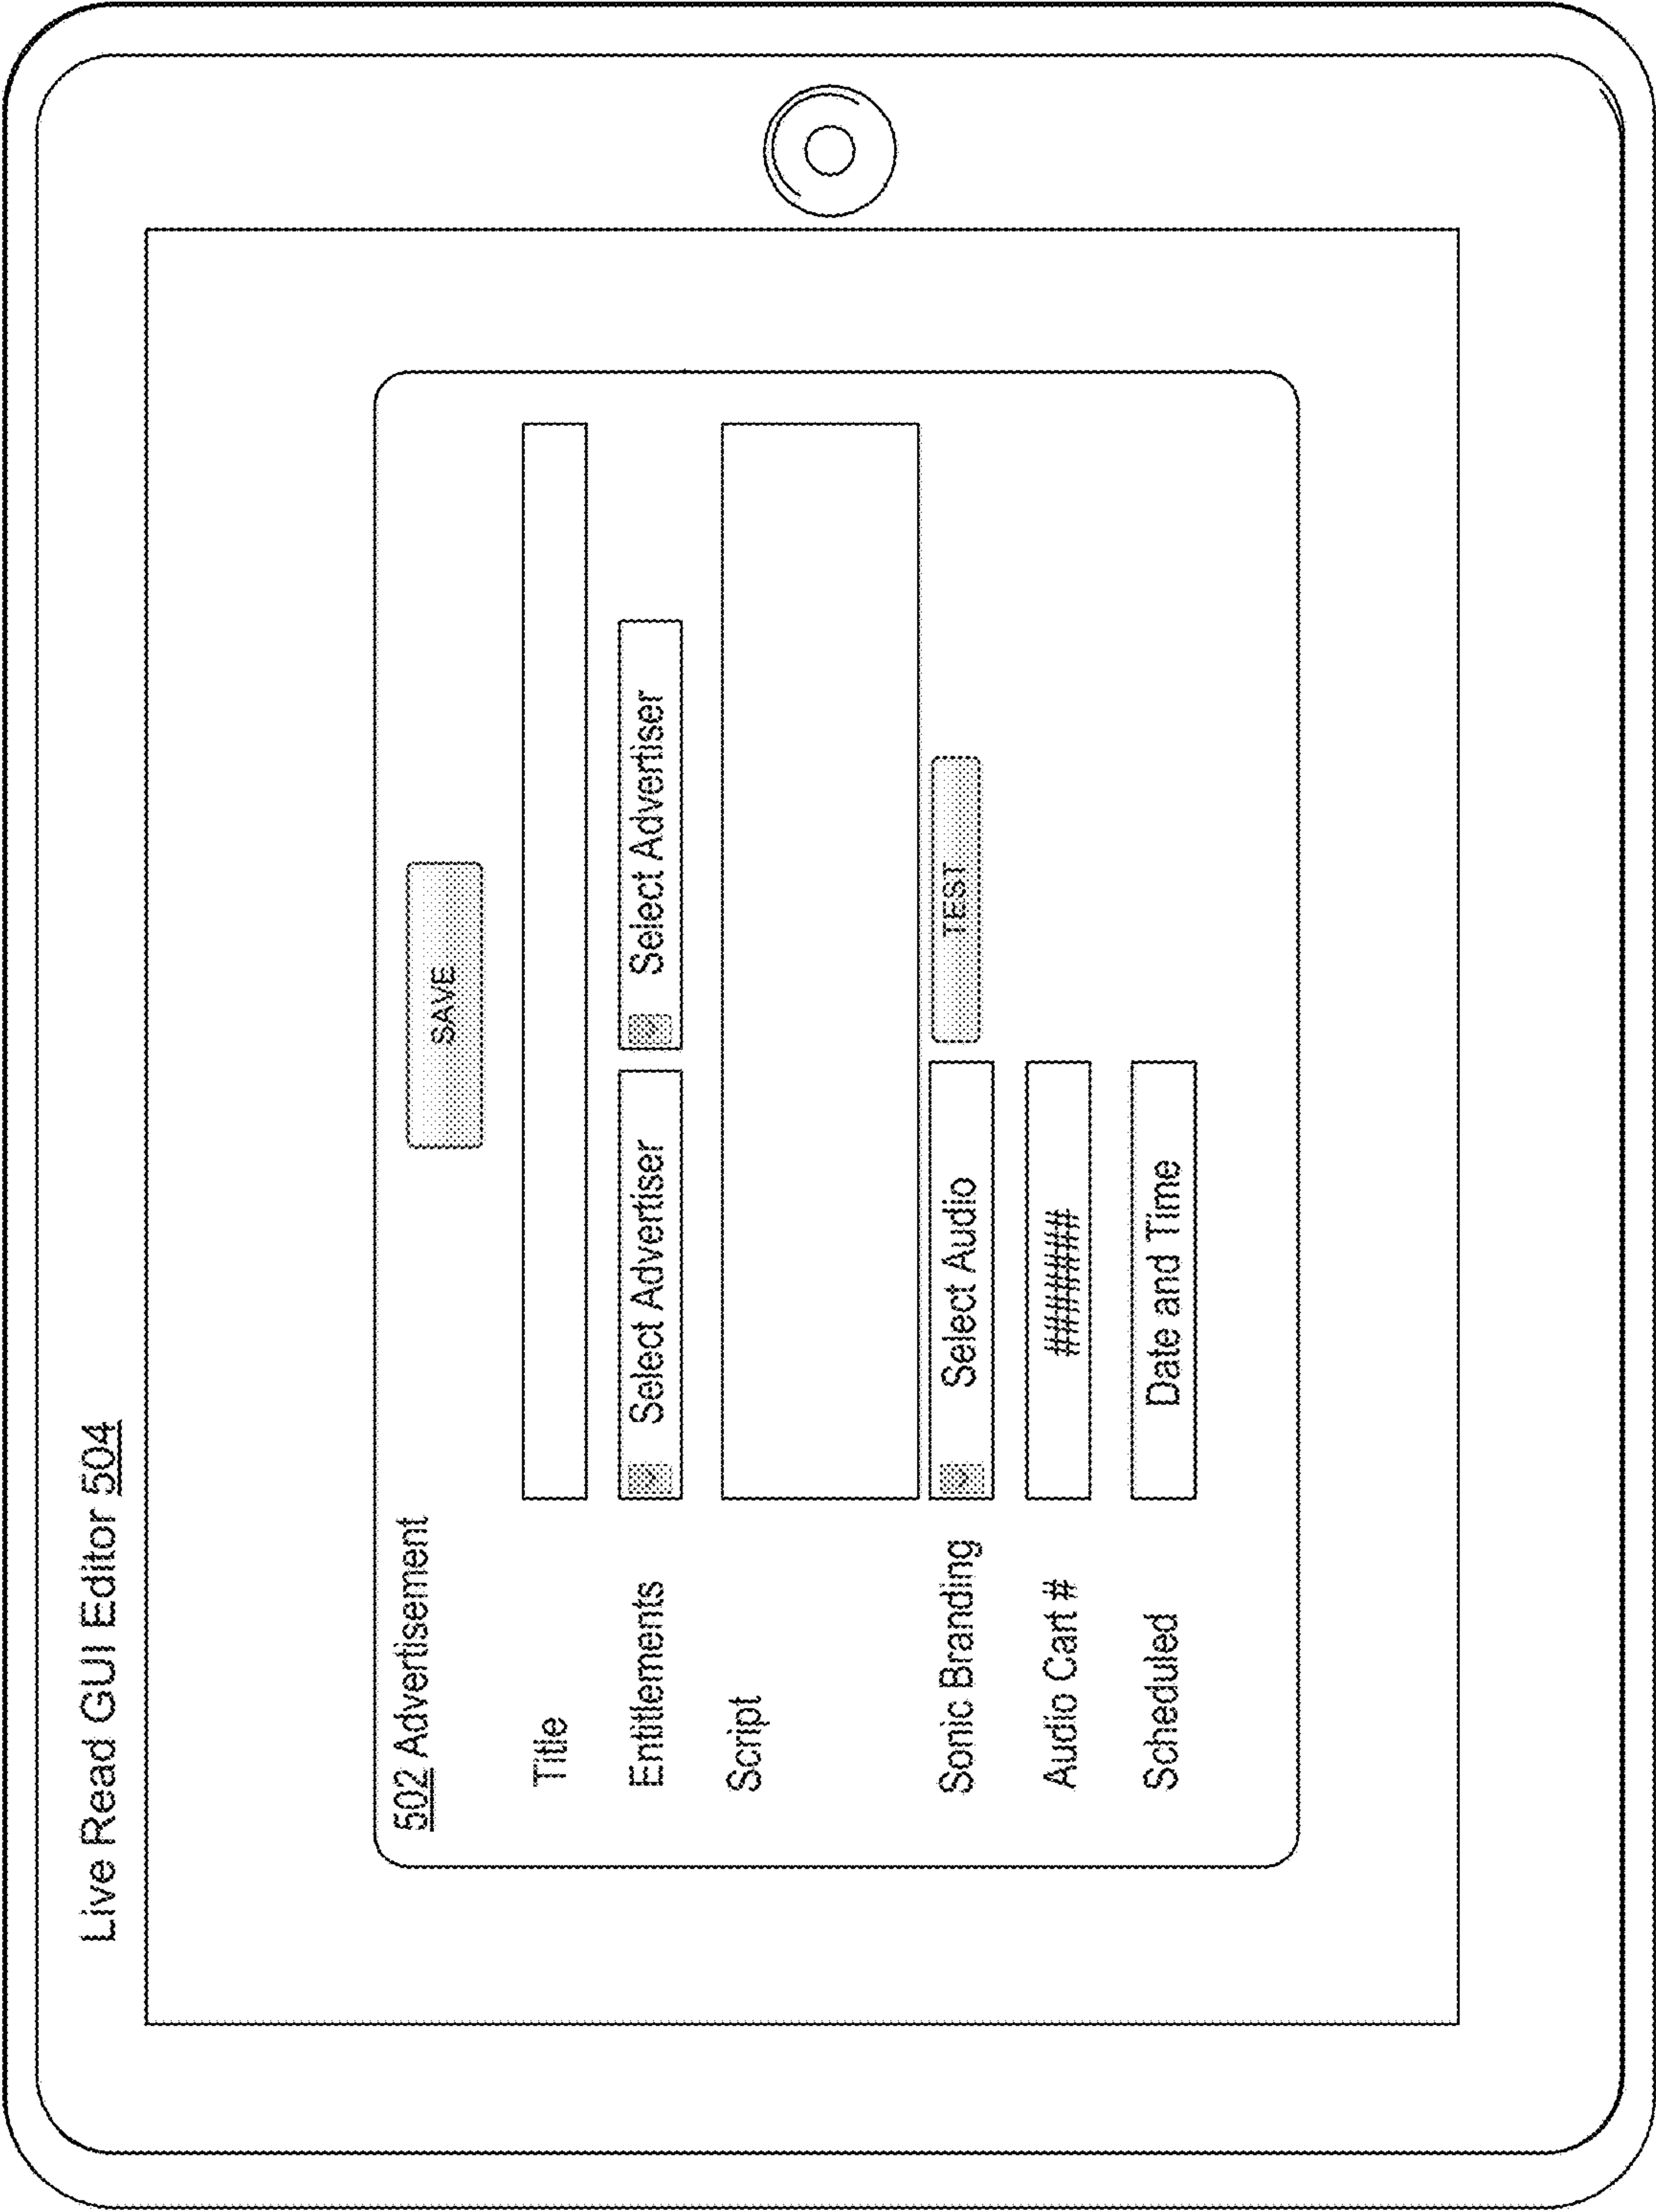 Live Read GUI Editor 504
502 Advertisement
SAVE
Title
Entitlements Select Advertiser Select Advertiser
Script
Sonic Branding Select Audio TEST
Audio Cart # ######
Scheduled Date and Time